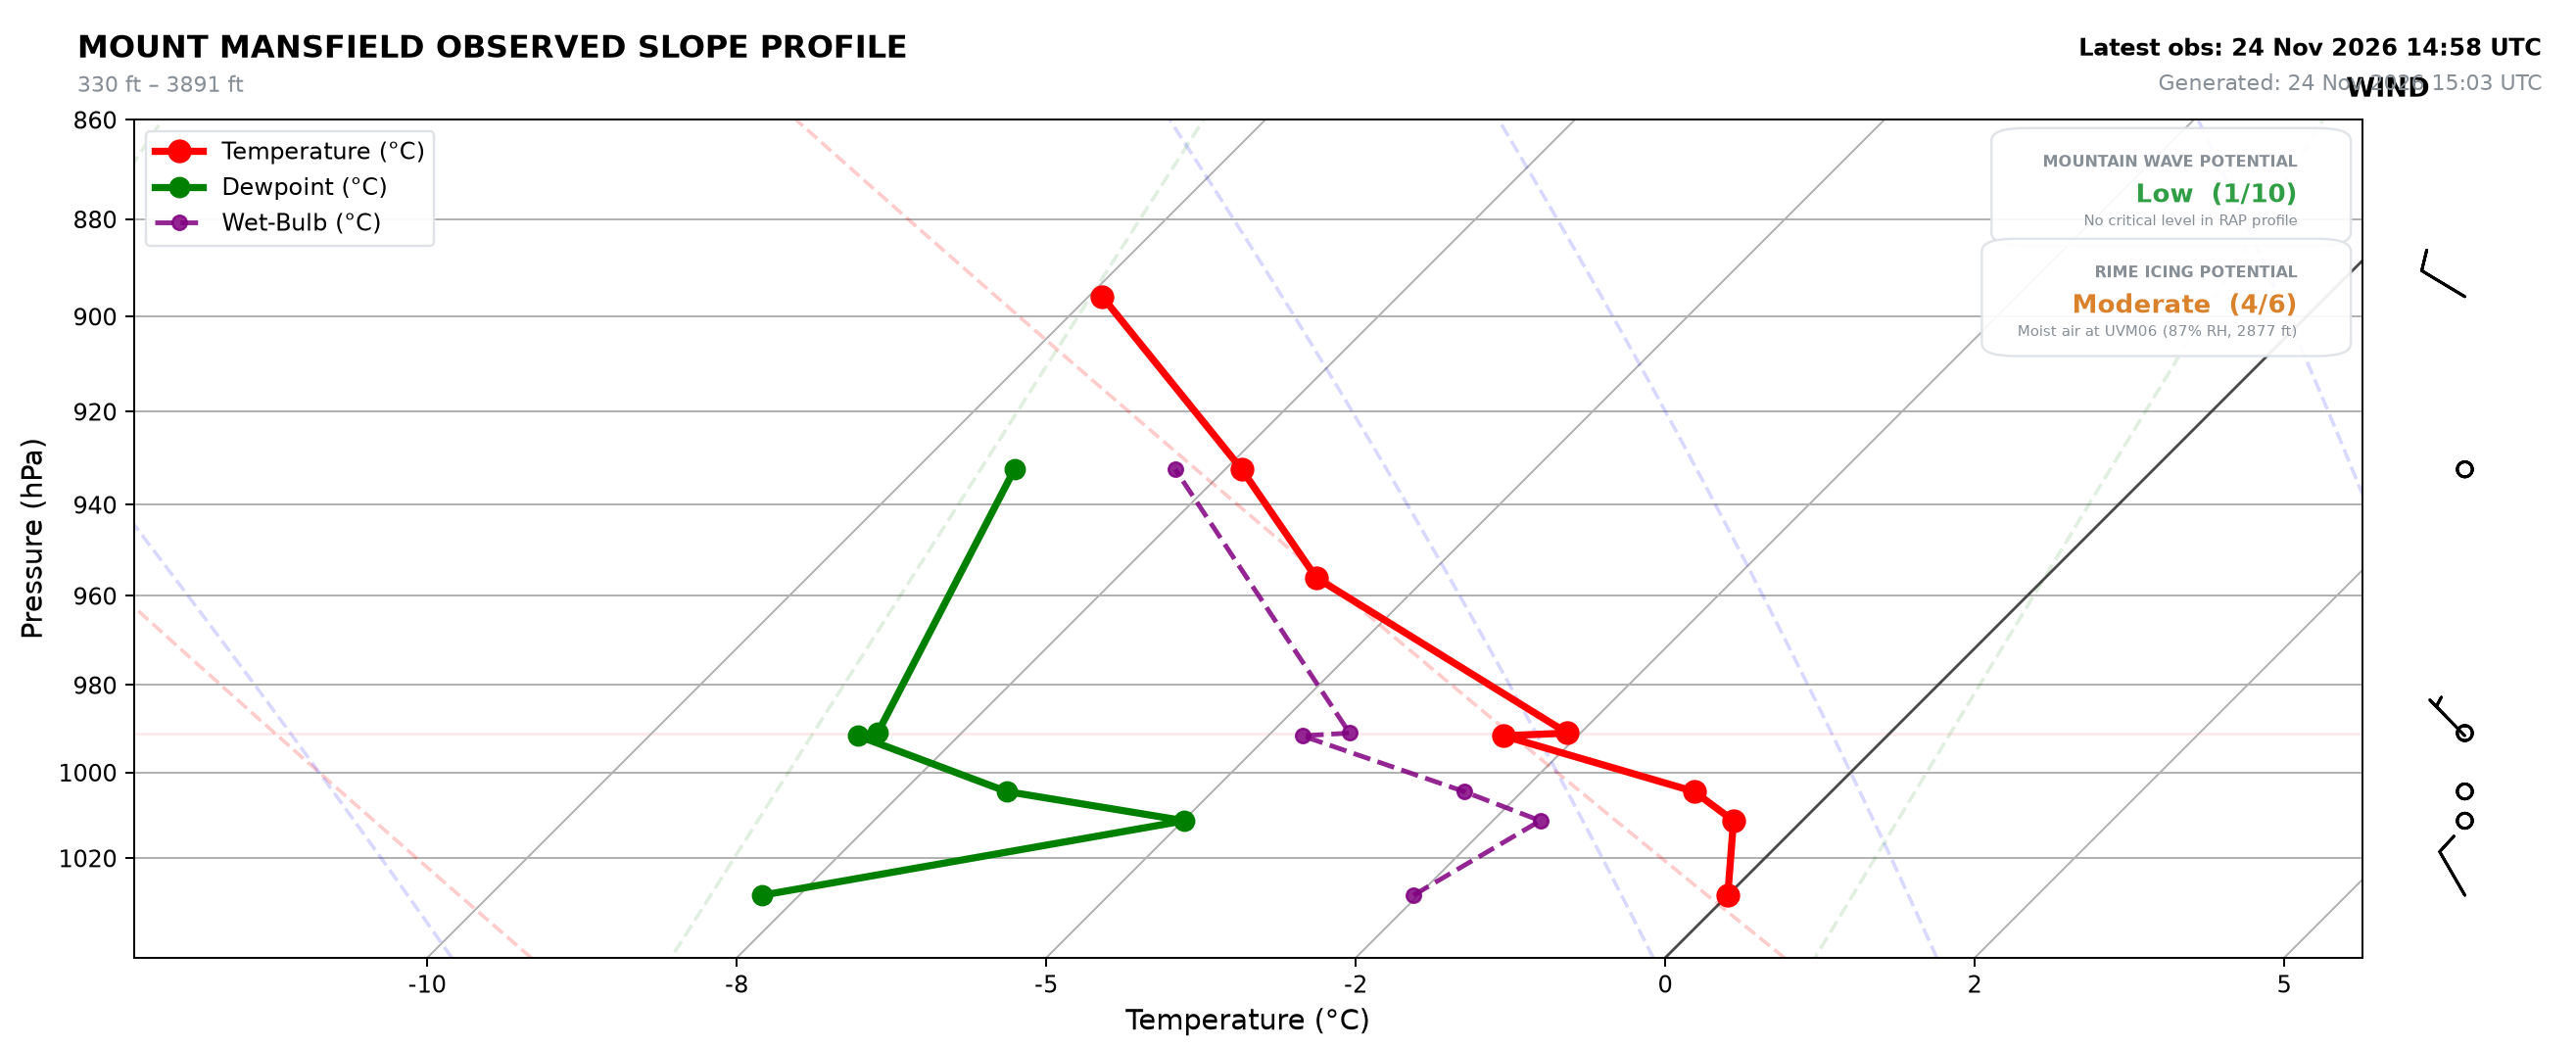 MOUNT MANSFIELD OBSERVED SLOPE PROFILE
330 ft – 3891 ft
Latest obs: 24 Nov 2026 14:58 UTC
Generated: 24 Nov 2026 15:03 UTC
WIND
Temperature (°C)
Dewpoint (°C)
Wet-Bulb (°C)
MOUNTAIN WAVE POTENTIAL
Low (1/10)
No critical level in RAP profile
RIME ICING POTENTIAL
Moderate (4/6)
Moist air at UVM06 (87% RH, 2877 ft)
Pressure (hPa)
860
880
900
920
940
960
980
1000
1020
-10 -8 -5 -2 0 2 5
Temperature (°C)